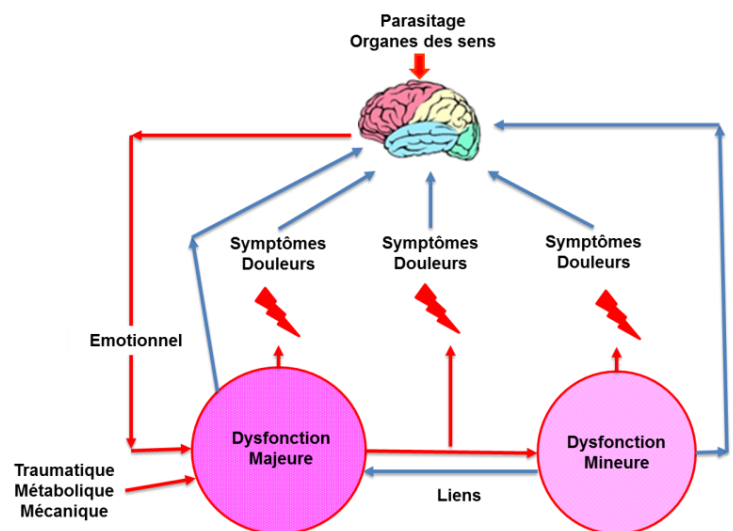 Parasitage
Organes des sens
Symptômes
Douleurs
Symptômes
Douleurs
Symptômes
Douleurs
Emotionnel
Dysfonction
Majeure
Dysfonction
Mineure
Traumatique
Métabolique
Mécanique
Liens